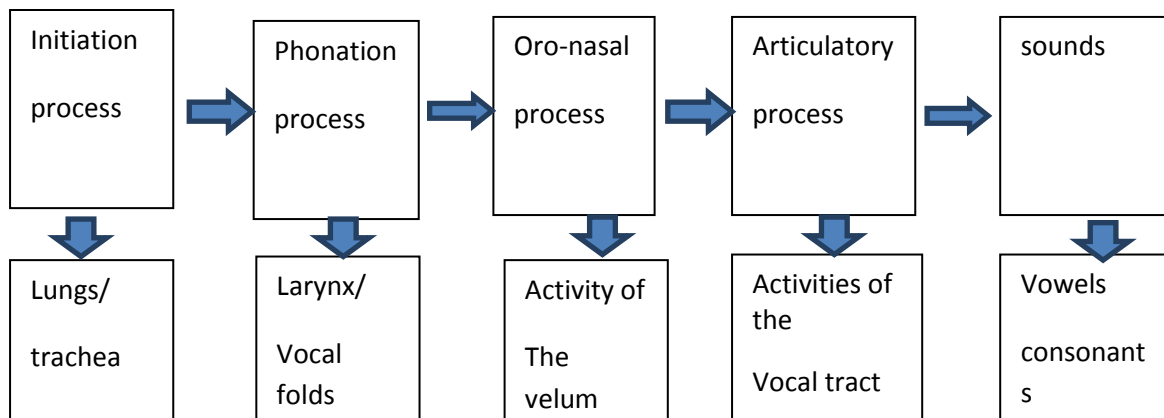 Initiation
process
Phonation
process
Oro-nasal
process
Articulatory
process
sounds
Lungs/
trachea
Larynx/
Vocal
folds
Activity of
The
velum
Activities of
the
Vocal tract
Vowels
consonant
s